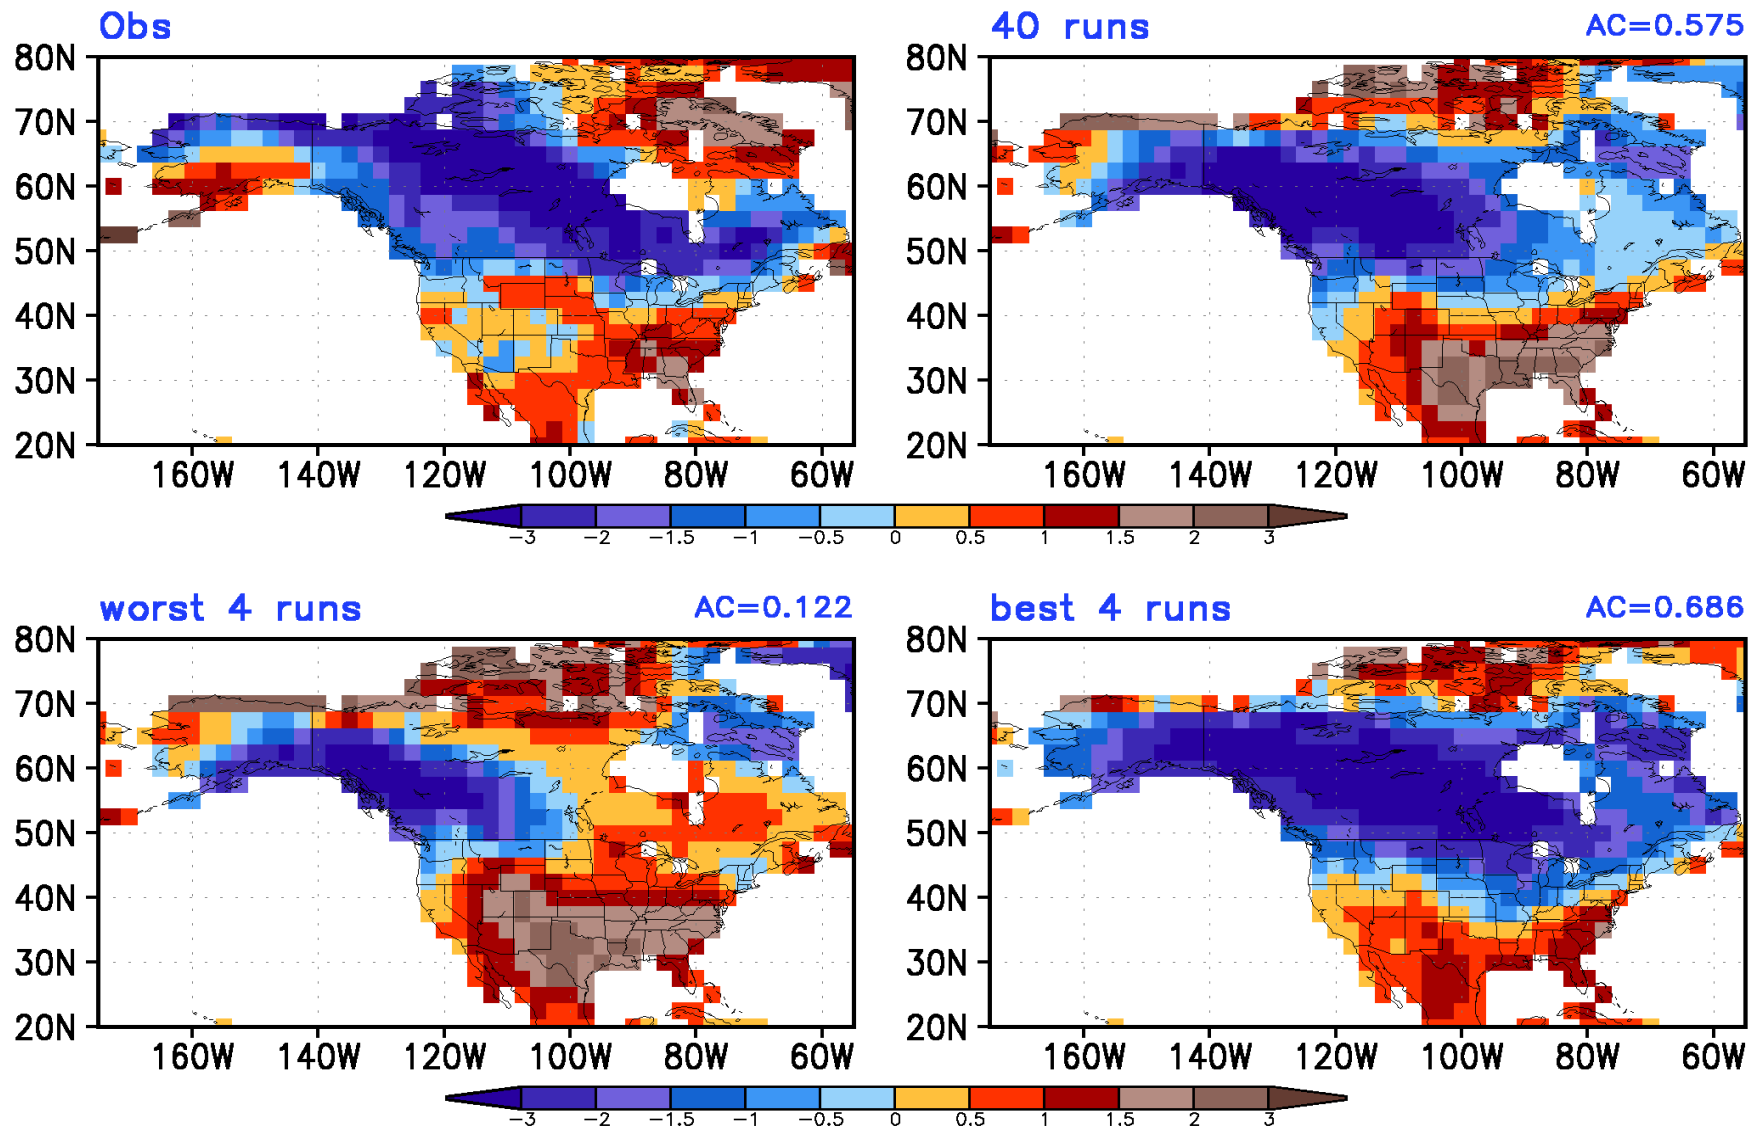 Obs
40 runs AC=0.575
80N 80N
70N 70N
60N 60N
50N 50N
40N 40N
30N 30N
20N 20N
160W 140W 120W 100W 80W 60W 160W 140W 120W 100W 80W 60W
-3 -2 -1.5 -1 -0.5 0 0.5 1 1.5 2 3
worst 4 runs AC=0.122
best 4 runs AC=0.686
80N 80N
70N 70N
60N 60N
50N 50N
40N 40N
30N 30N
20N 20N
160W 140W 120W 100W 80W 60W 160W 140W 120W 100W 80W 60W
-3 -2 -1.5 -1 -0.5 0 0.5 1 1.5 2 3